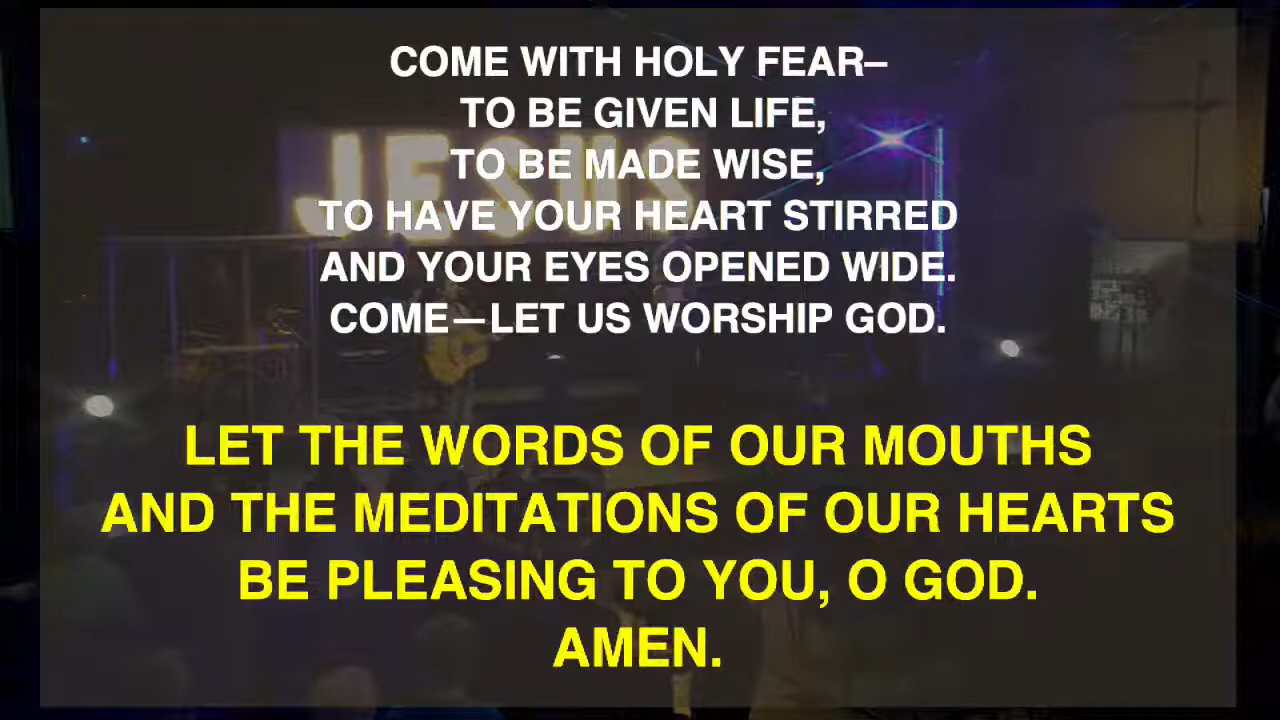 COME WITH HOLY FEAR–
TO BE GIVEN LIFE,
JESUS
TO BE MADE WISE,
TO HAVE YOUR HEART STIRRED
AND YOUR EYES OPENED WIDE.
COME—LET US WORSHIP GOD.
LET THE WORDS OF OUR MOUTHS
AND THE MEDITATIONS OF OUR HEARTS
BE PLEASING TO YOU, O GOD.
AMEN.